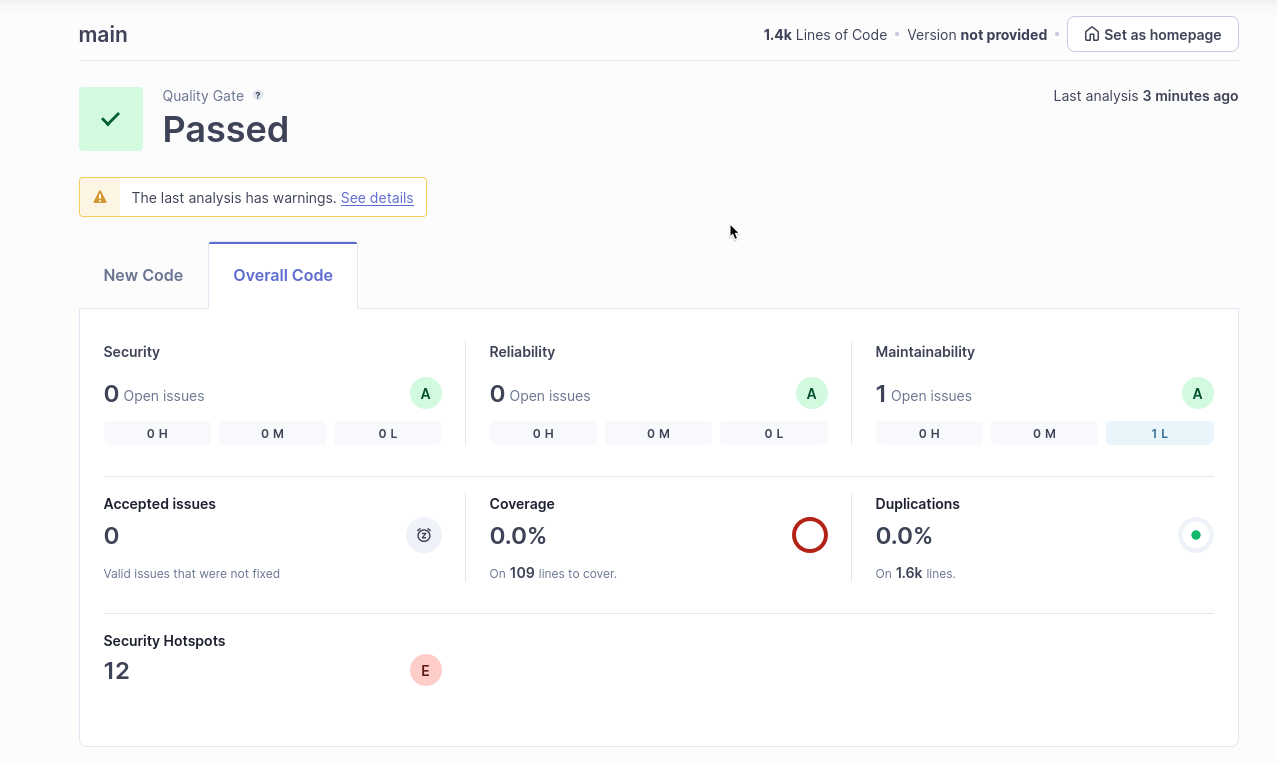 main
1.4k Lines of Code • Version not provided • Set as homepage
Quality Gate ?
Last analysis 3 minutes ago
Passed
The last analysis has warnings. See details
New Code
Overall Code
Security
Reliability
Maintainability
0 Open issues A
0 Open issues A
1 Open issues A
0 H 0 M 0 L
0 H 0 M 0 L
0 H 0 M 1 L
Accepted issues
Coverage
Duplications
0
0.0%
0.0%
Valid issues that were not fixed
On 109 lines to cover.
On 1.6k lines.
Security Hotspots
12 E